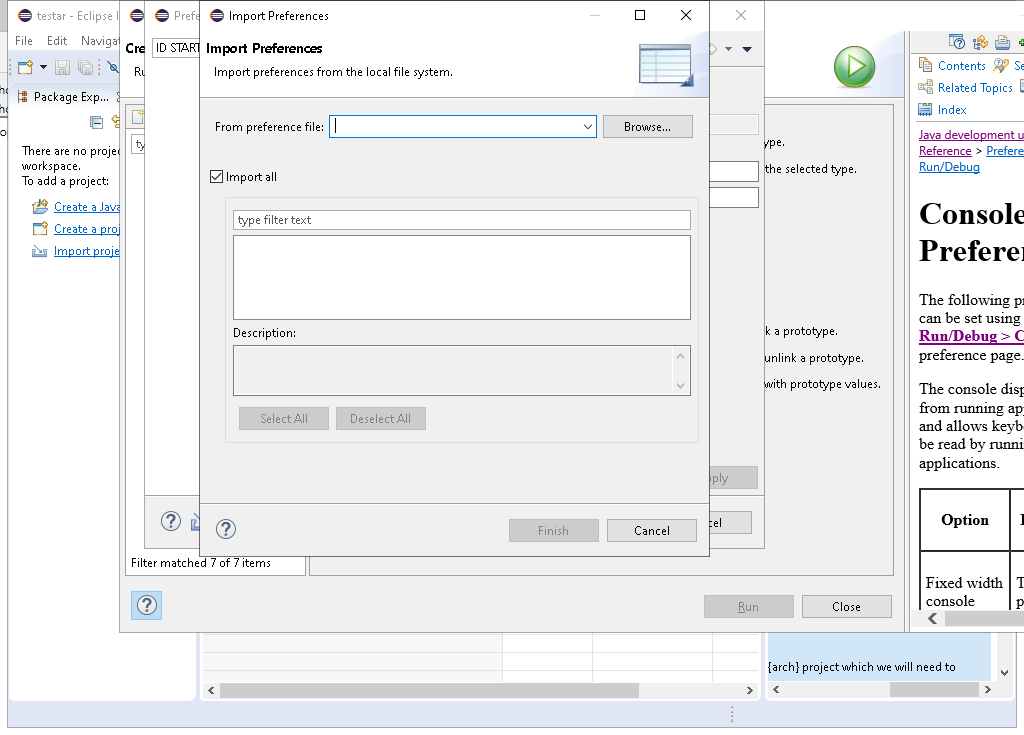 testar - Eclipse
Prefe
Import Preferences
File Edit Navigat
Cre
ID START
Import Preferences
Import preferences from the local file system.
Ru
Contents
Se
Related Topics
Index
Package Exp...
From preference file:
Browse...
Java development u
Reference > Prefere
Run/Debug
ype.
ty
There are no projec
workspace.
To add a project:
Import all
the selected type.
Create a Java
Create a proj
Import proje
type filter text
Console
Preferen
The following pr
can be set using
Run/Debug > C
preference page.
Description:
k a prototype.
unlink a prototype.
with prototype values.
The console disp
from running app
and allows keybo
be read by runnin
applications.
Select All
Deselect All
ply
Option
Finish
Cancel
cel
Filter matched 7 of 7 items
Fixed width
console
Run
Close
{arch} project which we will need to